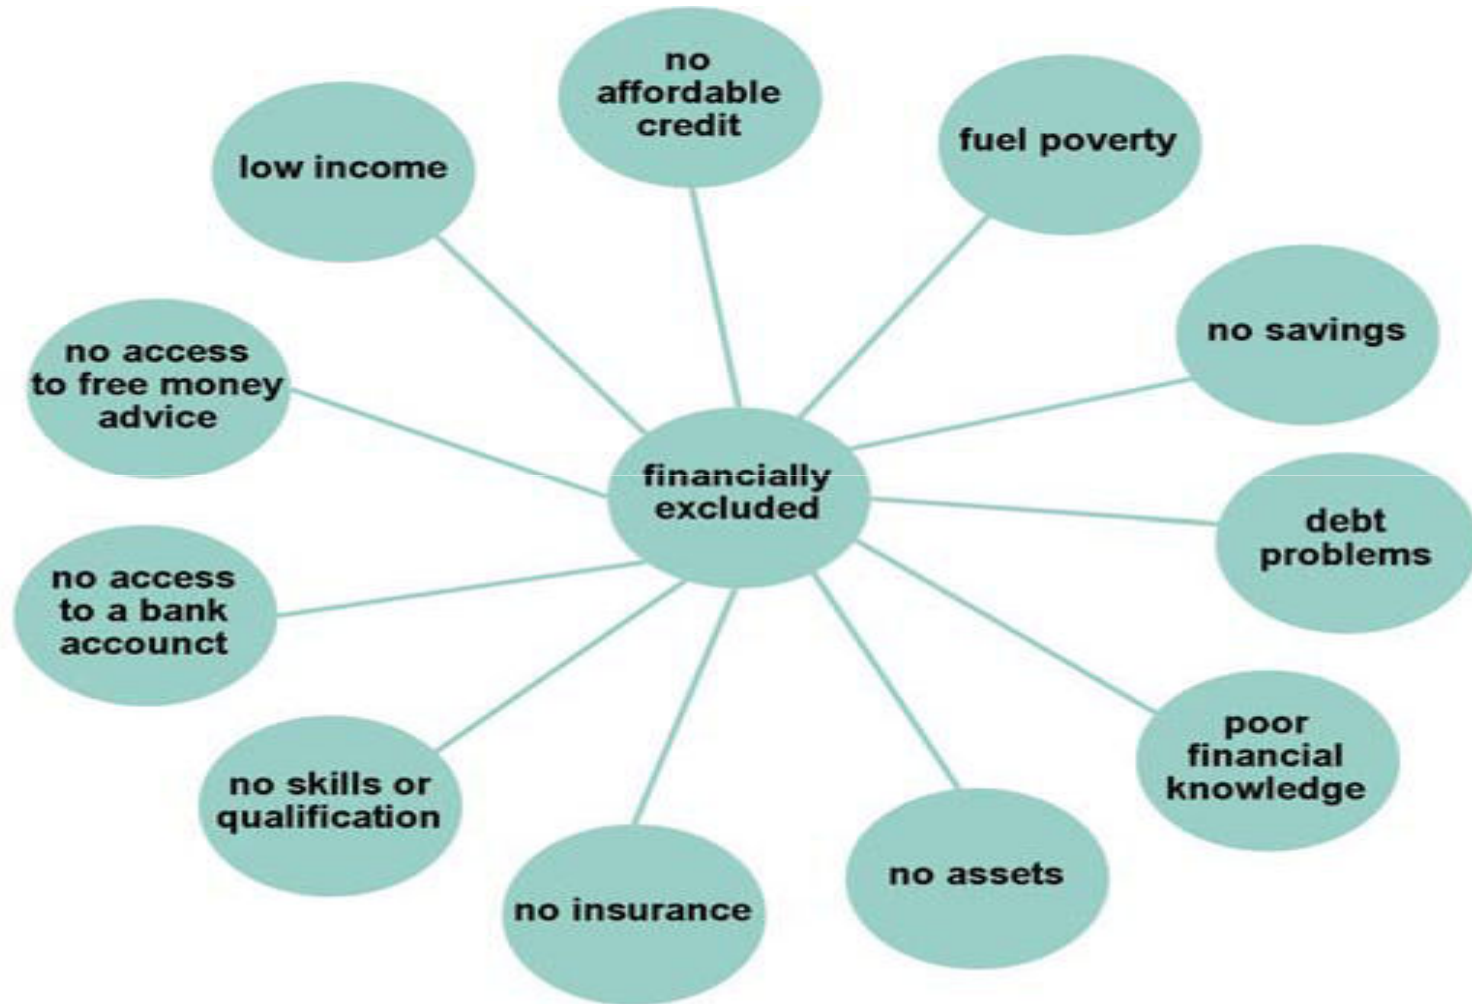 no
affordable
credit
fuel poverty
low income
no savings
no access
to free money
advice
financially
excluded
debt
problems
no access
to a bank
accounct
poor
financial
knowledge
no skills or
qualification
no assets
no insurance